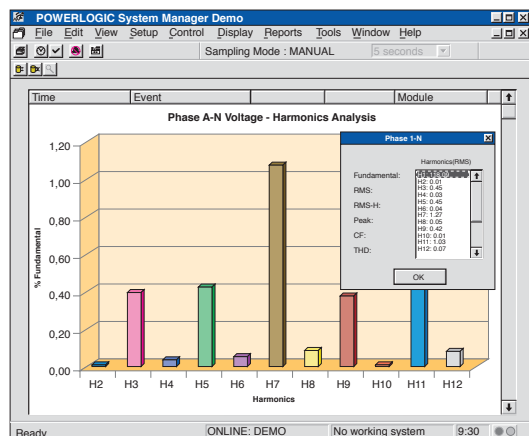 POWERLOGIC System Manager Demo
File Edit View Setup Control Display Reports Tools Window Help
Sampling Mode : MANUAL 5 seconds
Time Event Module
Phase A-N Voltage - Harmonics Analysis
Phase 1-N
Harmonics(RMS)
Fundamental:
RMS:
RMS-H:
Peak:
CF:
THD:
H2: 0.01
H3: 0.45
H4: 0.03
H5: 0.45
H6: 0.04
H7: 1.27
H8: 0.05
H9: 0.42
H10: 0.01
H11: 1.03
H12: 0.07
OK
% Fundamental
1,20
1,00
0,80
0,60
0,40
0,20
0,00
H2 H3 H4 H5 H6 H7 H8 H9 H10 H11 H12
Harmonics
Ready ONLINE: DEMO No working system 9:30